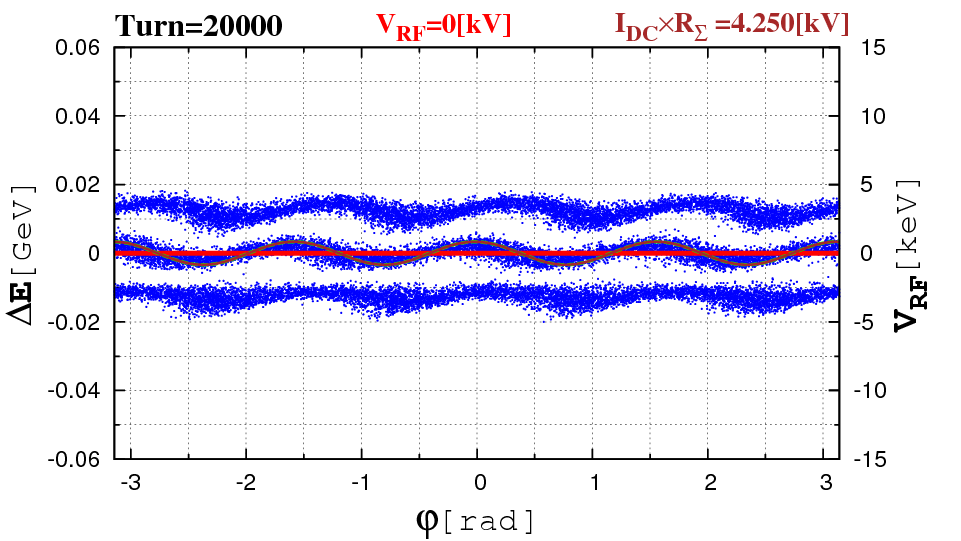 Turn=20000 V_RF=0[kV] I_DC×R_Σ =4.250[kV]
0.06 15
0.04 10
0.02 5
0 0
-0.02 -5
-0.04 -10
-0.06 -15
ΔE[GeV]
V_RF[keV]
-3 -2 -1 0 1 2 3
φ[rad]